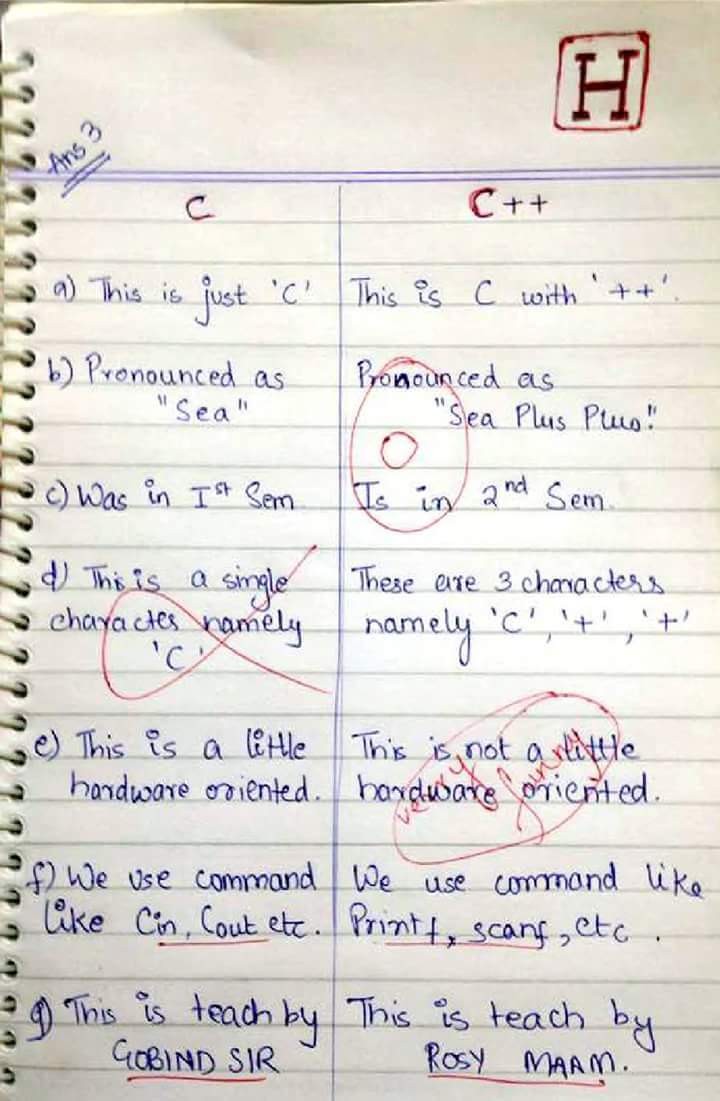 H
Ans 3
C
C++
a) This is just 'C'
This is C with '++'.
b) Pronounced as
"Sea"
Pronounced as
"Sea Plus Plus!"
c) Was in Ist Sem
Is in 2nd Sem.
d) This is a single
character namely
'C'
These are 3 characters
namely 'C', '+', '+'
e) This is a little
hardware oriented.
This is not a little
hardware oriented.
very funny
f) We use command
like Cin, Cout etc.
We use command like
Printf, scanf, etc.
g) This is teach by
GOBIND SIR
This is teach by
ROSY MAAM.
0